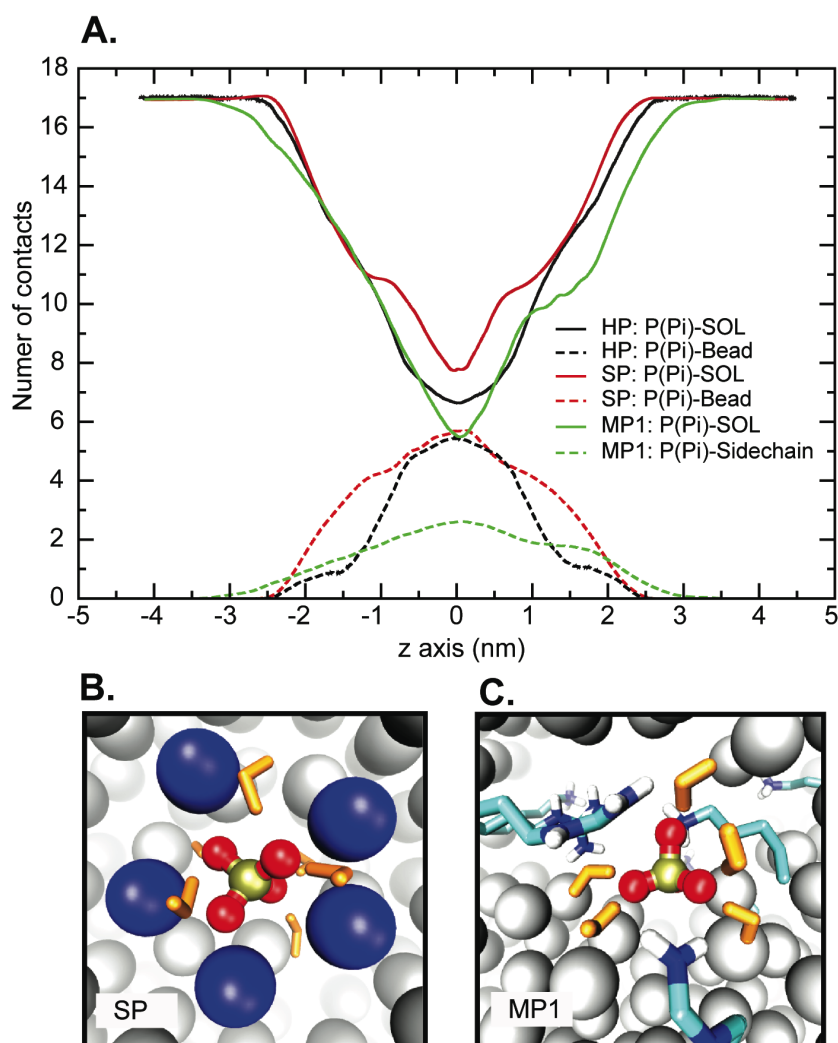 A.
18
16
14
12
10
8
6
4
2
0
Numer of contacts
HP: P(Pi)-SOL
HP: P(Pi)-Bead
SP: P(Pi)-SOL
SP: P(Pi)-Bead
MP1: P(Pi)-SOL
MP1: P(Pi)-Sidechain
-5 -4 -3 -2 -1 0 1 2 3 4 5
z axis (nm)
B. C.
SP MP1